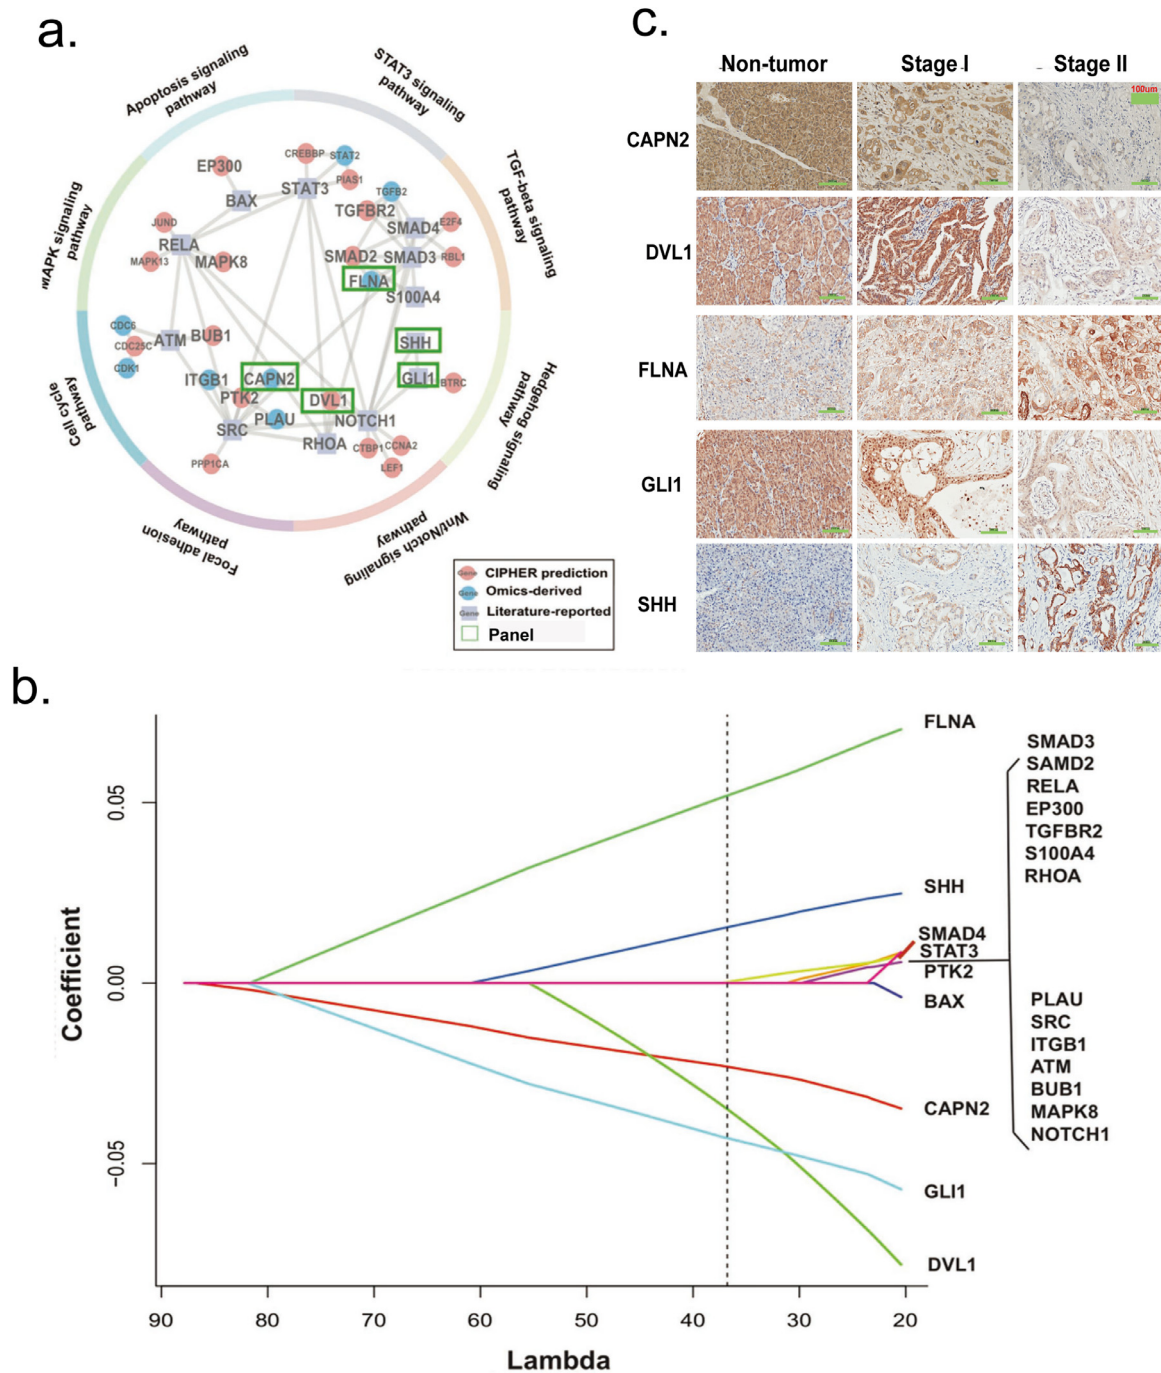 a.
Apoptosis signaling
pathway
STAT3 signaling
pathway
TGF-beta signaling
pathway
Hedgehog signaling
pathway
Wnt/Notch signaling
pathway
Focal adhesion
pathway
Cell cycle
pathway
MAPK signaling
pathway
EP300
CREBBP
STAT2
STAT3
PIAS1
BAX
TGFB2
TGFBR2
SMAD4
E2F4
JUND
RELA
MAPK13
MAPK8
SMAD2
SMAD3
RBL1
FLNA
S100A4
CDC6
CDC25C
CDK1
ATM
BUB1
SHH
ITGB1
CAPN2
GLI1
BTRC
PTK2
DVL1
PLAU
NOTCH1
SRC
RHOA
CTBP1
CCNA2
LEF1
PPP1CA
Gene CIPHER prediction
Gene Omics-derived
Gene Literature-reported
Panel
c.
Non-tumor
Stage I
Stage II
100um
CAPN2
DVL1
FLNA
GLI1
SHH
b.
FLNA
SHH
SMAD4
STAT3
PTK2
BAX
CAPN2
GLI1
DVL1
SMAD3
SAMD2
RELA
EP300
TGFBR2
S100A4
RHOA
PLAU
SRC
ITGB1
ATM
BUB1
MAPK8
NOTCH1
Coefficient
0.05
0.00
-0.05
90 80 70 60 50 40 30 20
Lambda